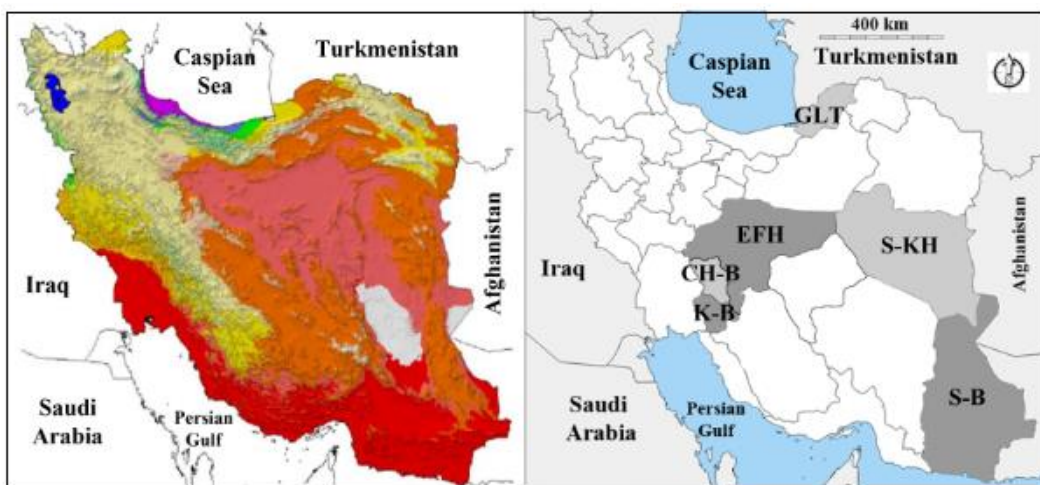 Caspian
Sea
Turkmenistan
Iraq
Afghanistan
Saudi
Arabia
Persian
Gulf
400 km
Caspian
Sea
Turkmenistan
GLT
EFH
S-KH
CH-B
K-B
Iraq
Afghanistan
S-B
Saudi
Arabia
Persian
Gulf